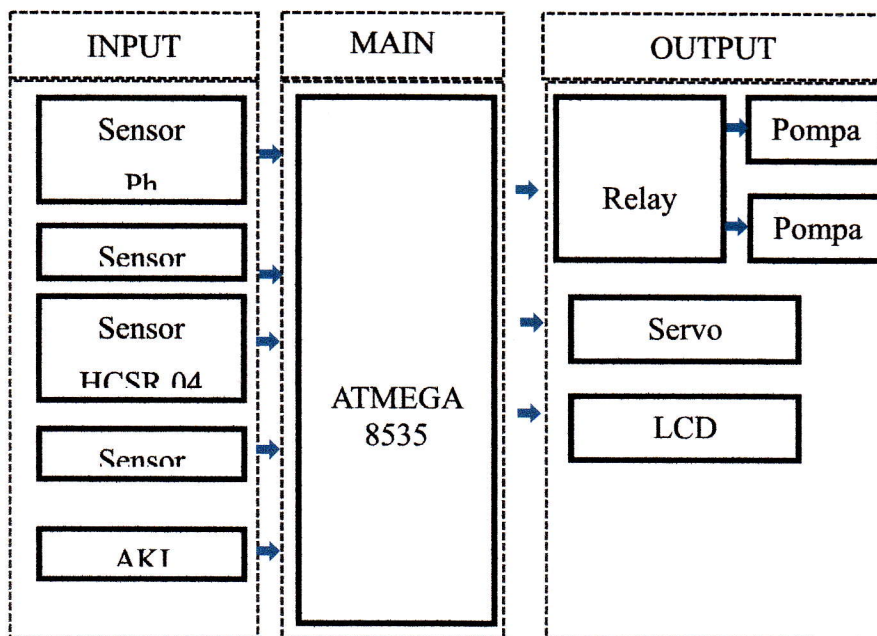 INPUT
MAIN
OUTPUT
Sensor
Ph
Sensor
Sensor
HCSR 04
Sensor
AKI
ATMEGA
8535
Relay
Pompa
Pompa
Servo
LCD